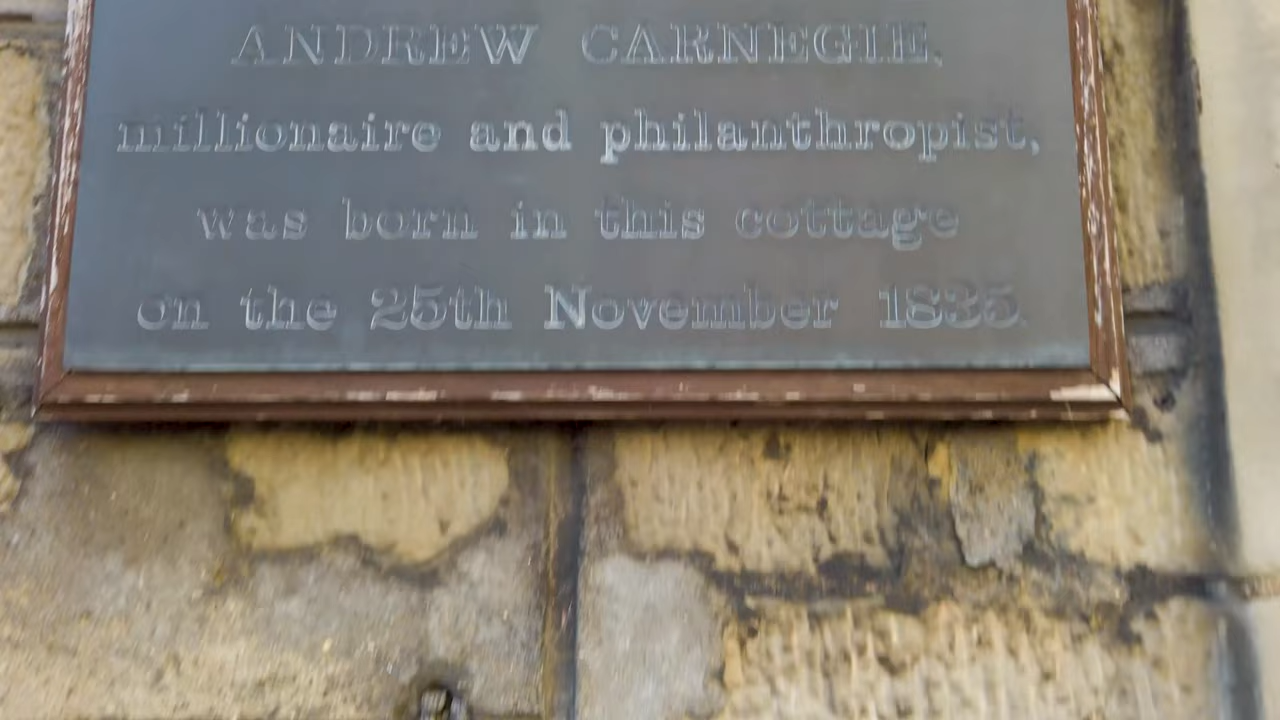 ANDREW CARNEGIE,
millionaire and philanthropist,
was born in this cottage
on the 25th November 1835.